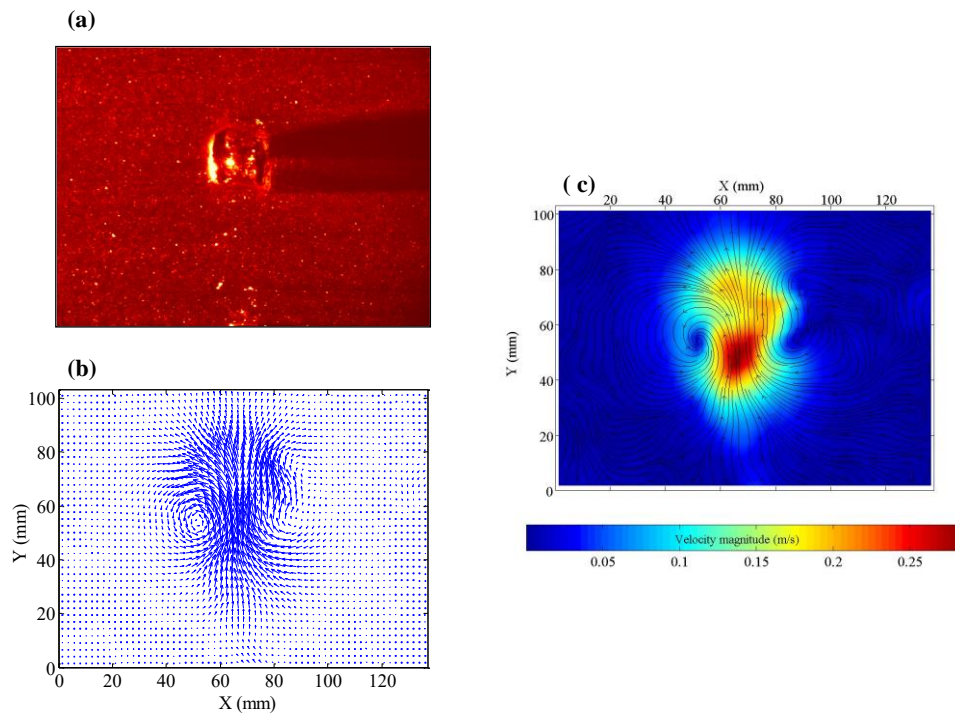 (a)
(b)
100
80
60
40
20
0
Y (mm)
0 20 40 60 80 100 120
X (mm)
( c)
X (mm)
20 40 60 80 100 120
100
80
60
40
20
0
Y (mm)
Velocity magnitude (m/s)
0.05 0.1 0.15 0.2 0.25